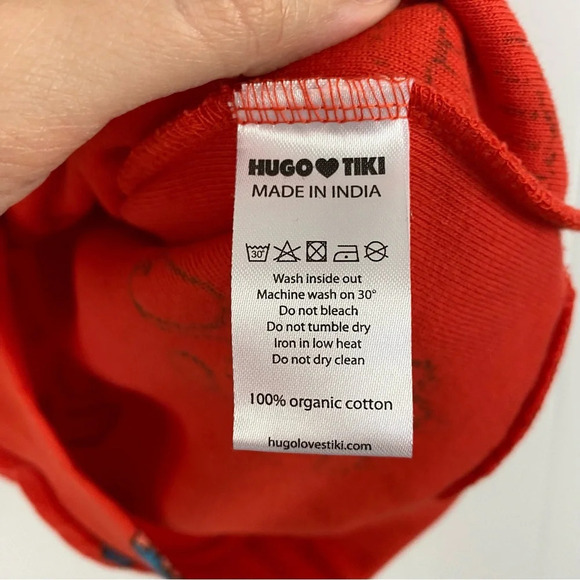 HUGO♥TIKI
MADE IN INDIA
30°
Wash inside out
Machine wash on 30°
Do not bleach
Do not tumble dry
Iron in low heat
Do not dry clean
100% organic cotton
hugolovestiki.com